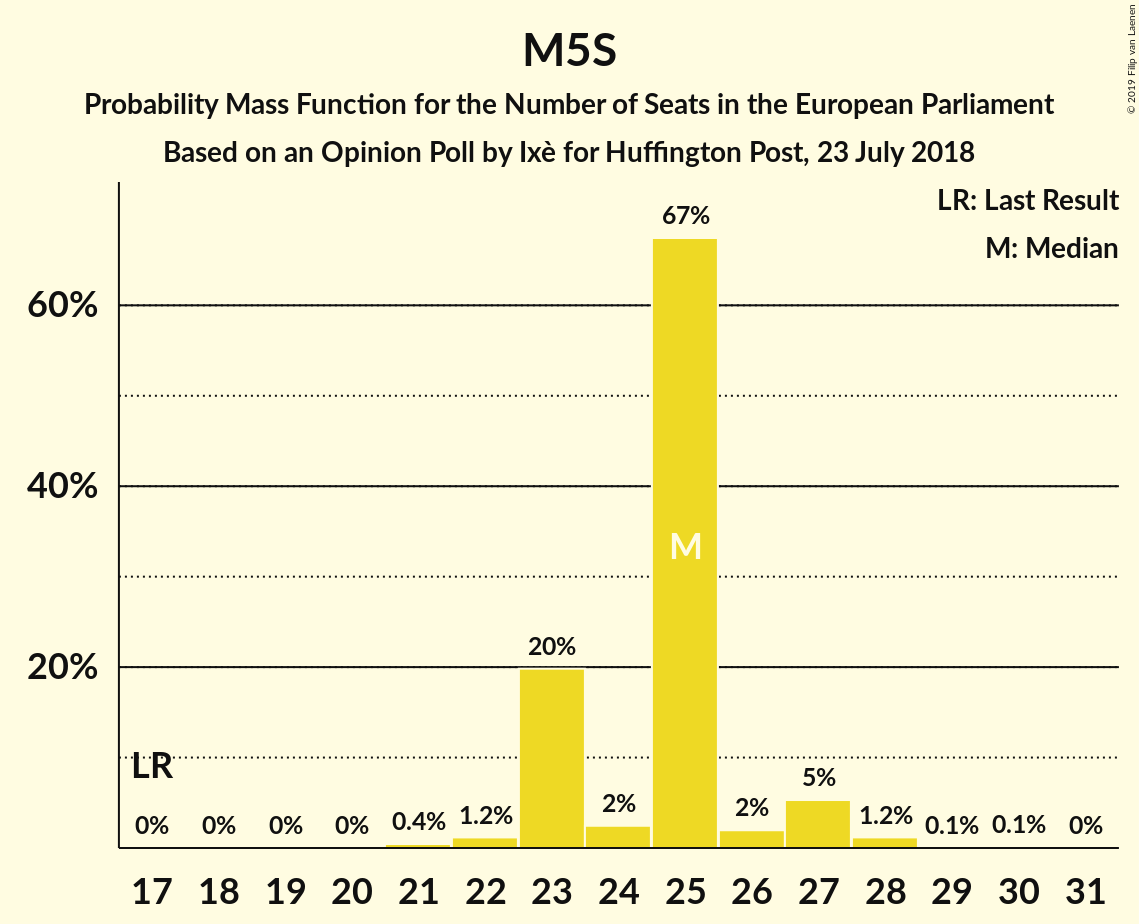 M5S
Probability Mass Function for the Number of Seats in the European Parliament
Based on an Opinion Poll by Ixè for Huffington Post, 23 July 2018
© 2019 Filip van Laenen
LR: Last Result
M: Median
67%
60%
40%
M
20%
20%
LR
0%
0%
0%
0%
0.4%
1.2%
2%
2%
5%
1.2%
0.1%
0.1%
0%
17 18 19 20 21 22 23 24 25 26 27 28 29 30 31